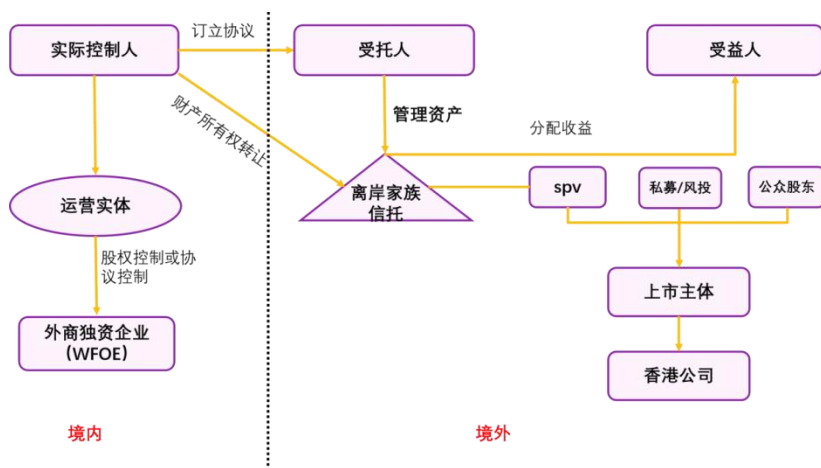 实际控制人
订立协议
受托人
受益人
财产所有权转让
管理资产
分配收益
运营实体
离岸家族
信托
spv
私募/风投
公众股东
股权控制或协
议控制
上市主体
外商独资企业
(WFOE)
香港公司
境内
境外